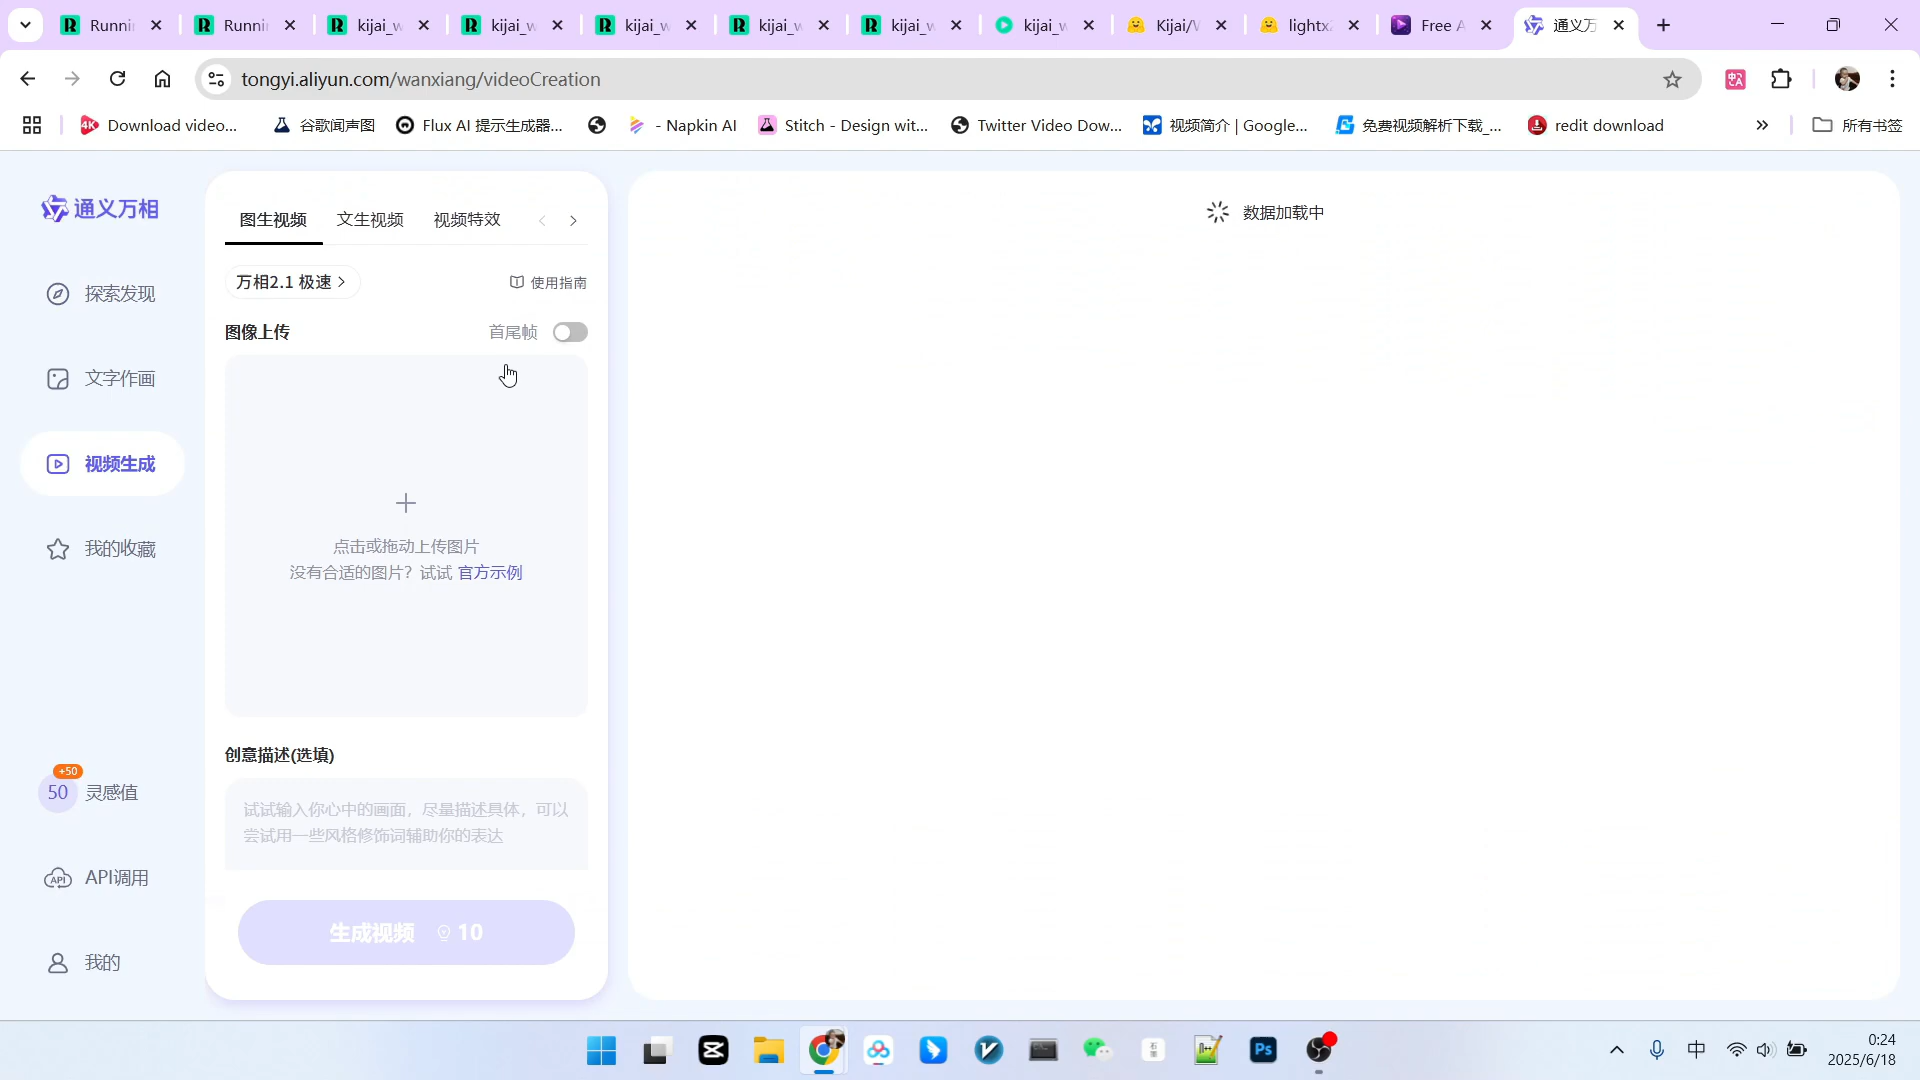 Runnin
Runnin
kijai_w
kijai_w
kijai_w
kijai_w
kijai_w
kijai_w
Kijai/W
lightx2
Free A
通义万
tongyi.aliyun.com/wanxiang/videoCreation
Download video...
谷歌闻声图
Flux AI 提示生成器...
- Napkin AI
Stitch - Design wit...
Twitter Video Dow...
视频简介 | Google...
免费视频解析下载_...
redit download
所有书签
通义万相
探索发现
文字作画
视频生成
我的收藏
+50
50 灵感值
API调用
我的
图生视频 文生视频 视频特效
万相2.1 极速
使用指南
图像上传
首尾帧
点击或拖动上传图片
没有合适的图片？试试 官方示例
创意描述(选填)
试试输入你心中的画面，尽量描述具体，可以
尝试用一些风格修饰词辅助你的表达
生成视频 10
数据加载中
中
0:24
2025/6/18